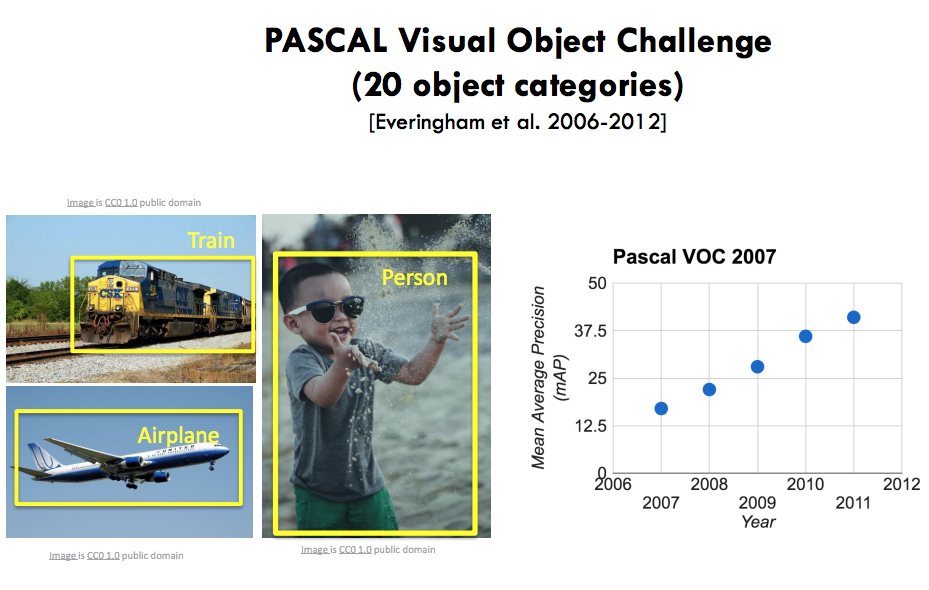 PASCAL Visual Object Challenge
(20 object categories)
[Everingham et al. 2006-2012]
Image is CC0 1.0 public domain
Train
CSX
CSX
Person
Airplane
UNITED
Image is CC0 1.0 public domain
Image is CC0 1.0 public domain
Pascal VOC 2007
Mean Average Precision
(mAP)
50
37.5
25
12.5
0
2006
2007
2008
2009
2010
2011
2012
Year